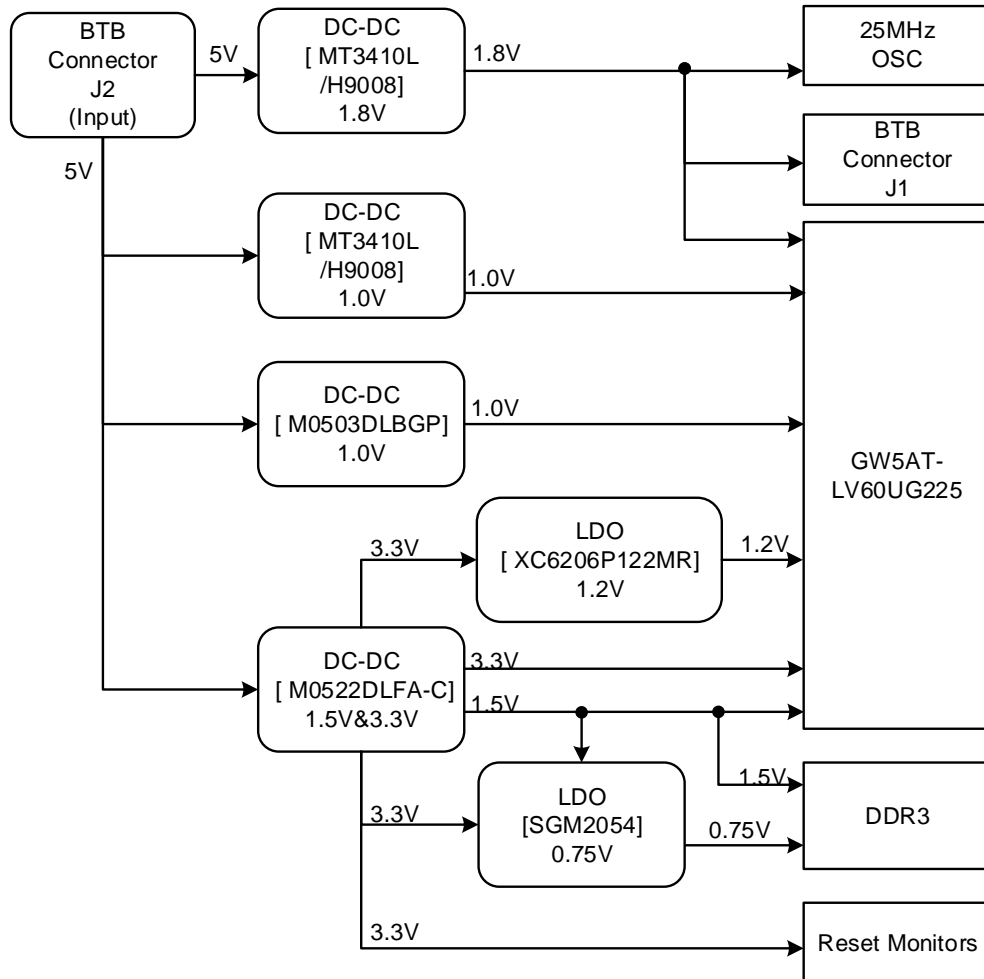 BTB
Connector
J2
(Input)
5V
DC-DC
[ MT3410L
/H9008]
1.8V
1.8V
25MHz
OSC
BTB
Connector
J1
5V
DC-DC
[ MT3410L
/H9008]
1.0V
1.0V
DC-DC
[ M0503DLBGP]
1.0V
1.0V
GW5AT-
LV60UG225
3.3V
LDO
[ XC6206P122MR]
1.2V
1.2V
DC-DC
[ M0522DLFA-C]
1.5V&3.3V
3.3V
1.5V
3.3V
LDO
[SGM2054]
0.75V
1.5V
0.75V
DDR3
3.3V
Reset Monitors